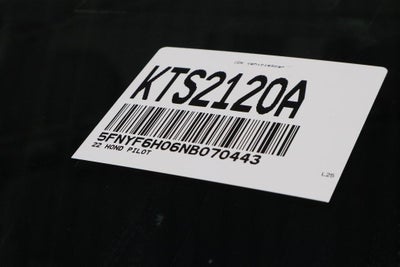 KTS2120A
5FNYF6H06NB070443
22 HOND PILOT
L25